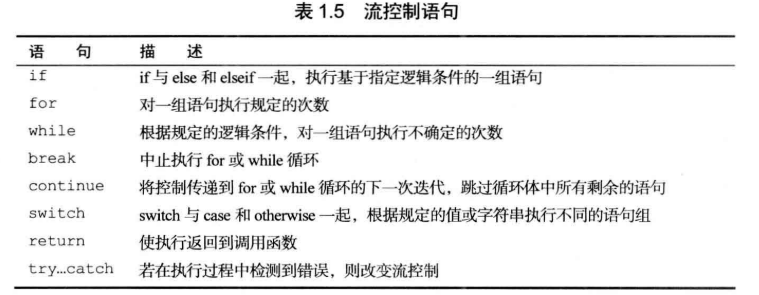 表 1.5 流控制语句
语 句 描 述
if if 与 else 和 elseif 一起，执行基于指定逻辑条件的一组语句
for 对一组语句执行规定的次数
while 根据规定的逻辑条件，对一组语句执行不确定的次数
break 中止执行 for 或 while 循环
continue 将控制传递到 for 或 while 循环的下一次迭代，跳过循环体中所有剩余的语句
switch switch 与 case 和 otherwise 一起，根据规定的值或字符串执行不同的语句组
return 使执行返回到调用函数
try…catch 若在执行过程中检测到错误，则改变流控制